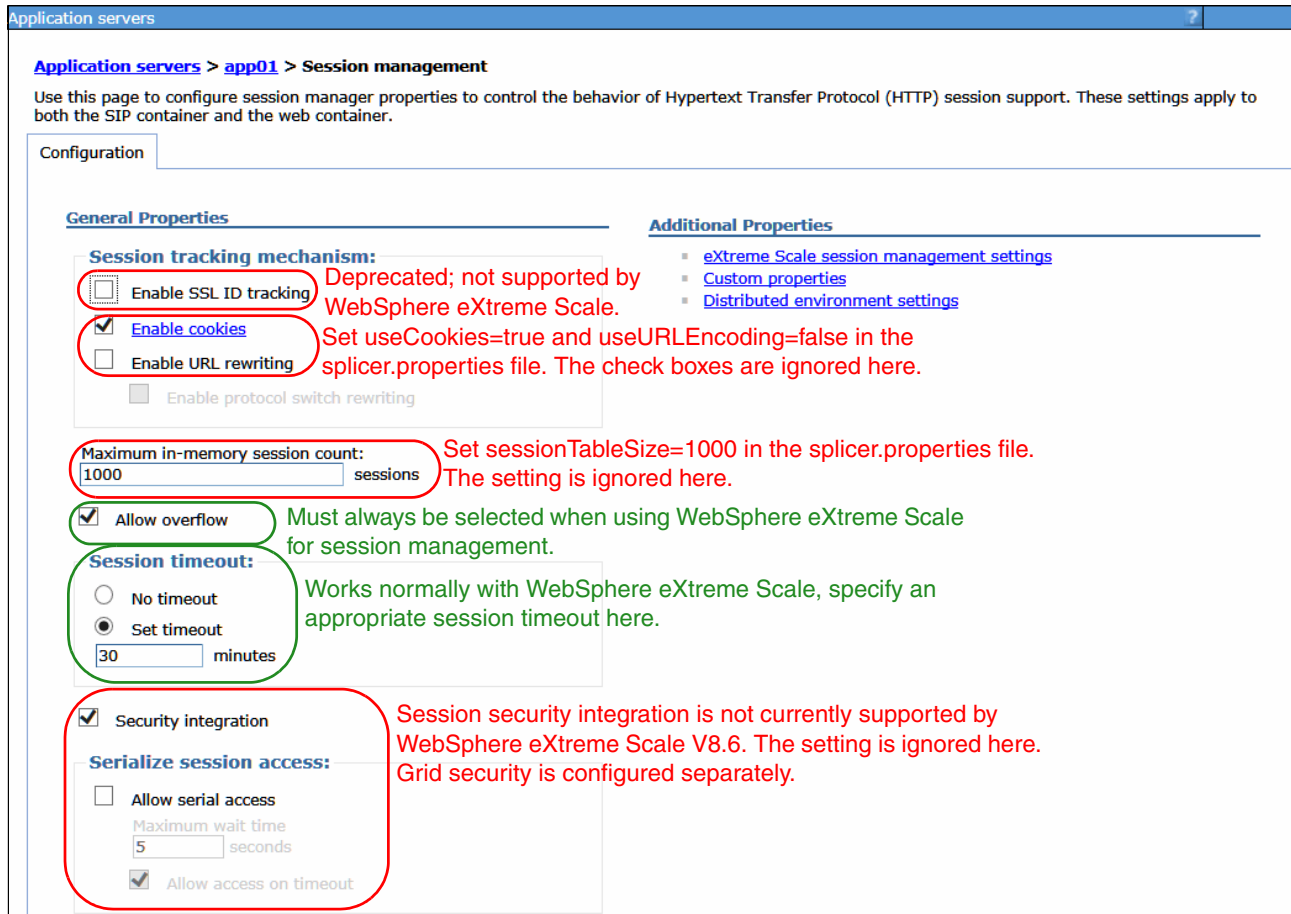 Application servers ?
Application servers > app01 > Session management
Use this page to configure session manager properties to control the behavior of Hypertext Transfer Protocol (HTTP) session support. These settings apply to
both the SIP container and the web container.
Configuration
General Properties
Session tracking mechanism:
Enable SSL ID tracking
Deprecated; not supported by
WebSphere eXtreme Scale.
Enable cookies
Enable URL rewriting
Set useCookies=true and useURLEncoding=false in the
splicer.properties file. The check boxes are ignored here.
Enable protocol switch rewriting
Maximum in-memory session count:
1000 sessions
Set sessionTableSize=1000 in the splicer.properties file.
The setting is ignored here.
Allow overflow
Must always be selected when using WebSphere eXtreme Scale
for session management.
Session timeout:
No timeout
Set timeout
30 minutes
Works normally with WebSphere eXtreme Scale, specify an
appropriate session timeout here.
Security integration
Session security integration is not currently supported by
WebSphere eXtreme Scale V8.6. The setting is ignored here.
Grid security is configured separately.
Serialize session access:
Allow serial access
Maximum wait time
5 seconds
Allow access on timeout
Additional Properties
eXtreme Scale session management settings
Custom properties
Distributed environment settings